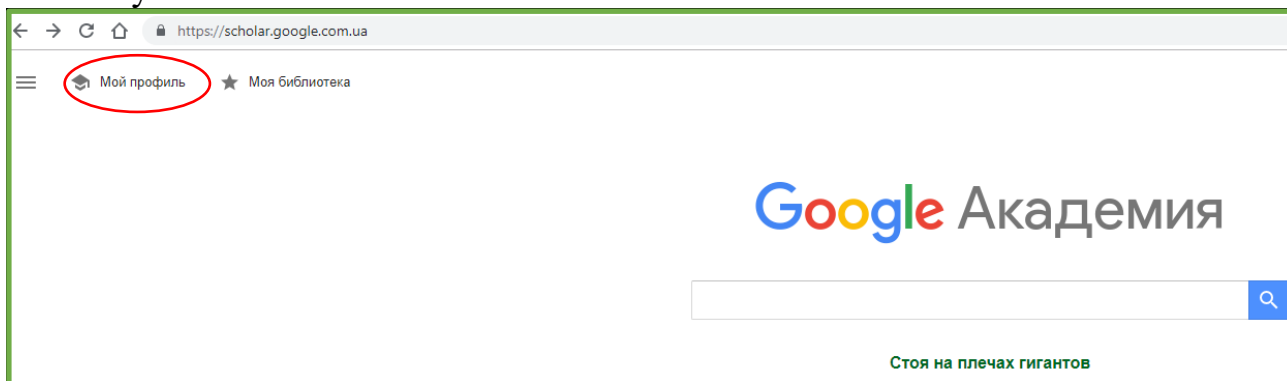 https://scholar.google.com.ua
Мой профиль Моя библиотека
Google Академия
Стоя на плечах гигантов